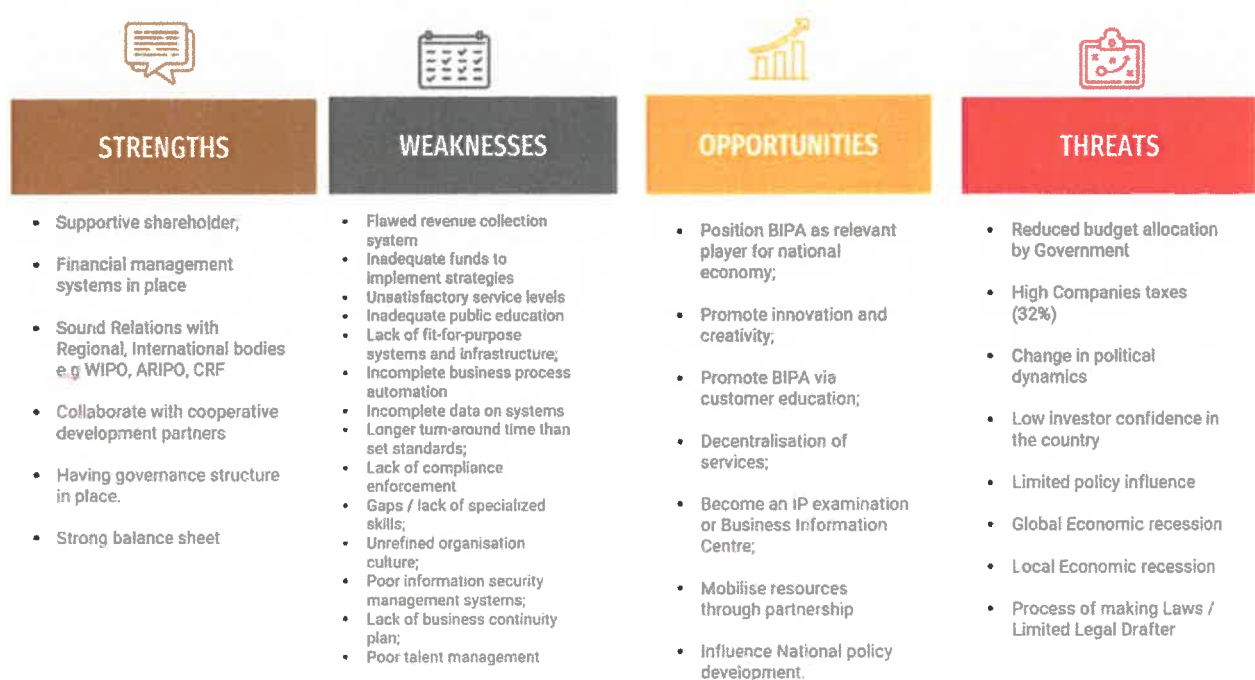 STRENGTHS
• Supportive shareholder;
• Financial management
systems in place
• Sound Relations with
Regional, International bodies
e.g WIPO, ARIPO, CRF
• Collaborate with cooperative
development partners
• Having governance structure
in place.
• Strong balance sheet
WEAKNESSES
• Flawed revenue collection
system
• Inadequate funds to
implement strategies
• Unsatisfactory service levels
• Inadequate public education
• Lack of fit-for-purpose
systems and infrastructure;
• Incomplete business process
automation
• Incomplete data on systems
• Longer turn-around time than
set standards;
• Lack of compliance
enforcement
• Gaps / lack of specialized
skills;
• Unrefined organisation
culture;
• Poor information security
management systems;
• Lack of business continuity
plan;
• Poor talent management
OPPORTUNITIES
• Position BIPA as relevant
player for national
economy;
• Promote innovation and
creativity;
• Promote BIPA via
customer education;
• Decentralisation of
services;
• Become an IP examination
or Business Information
Centre;
• Mobilise resources
through partnership
• Influence National policy
development.
THREATS
• Reduced budget allocation
by Government
• High Companies taxes
(32%)
• Change in political
dynamics
• Low investor confidence in
the country
• Limited policy influence
• Global Economic recession
• Local Economic recession
• Process of making Laws /
Limited Legal Drafter